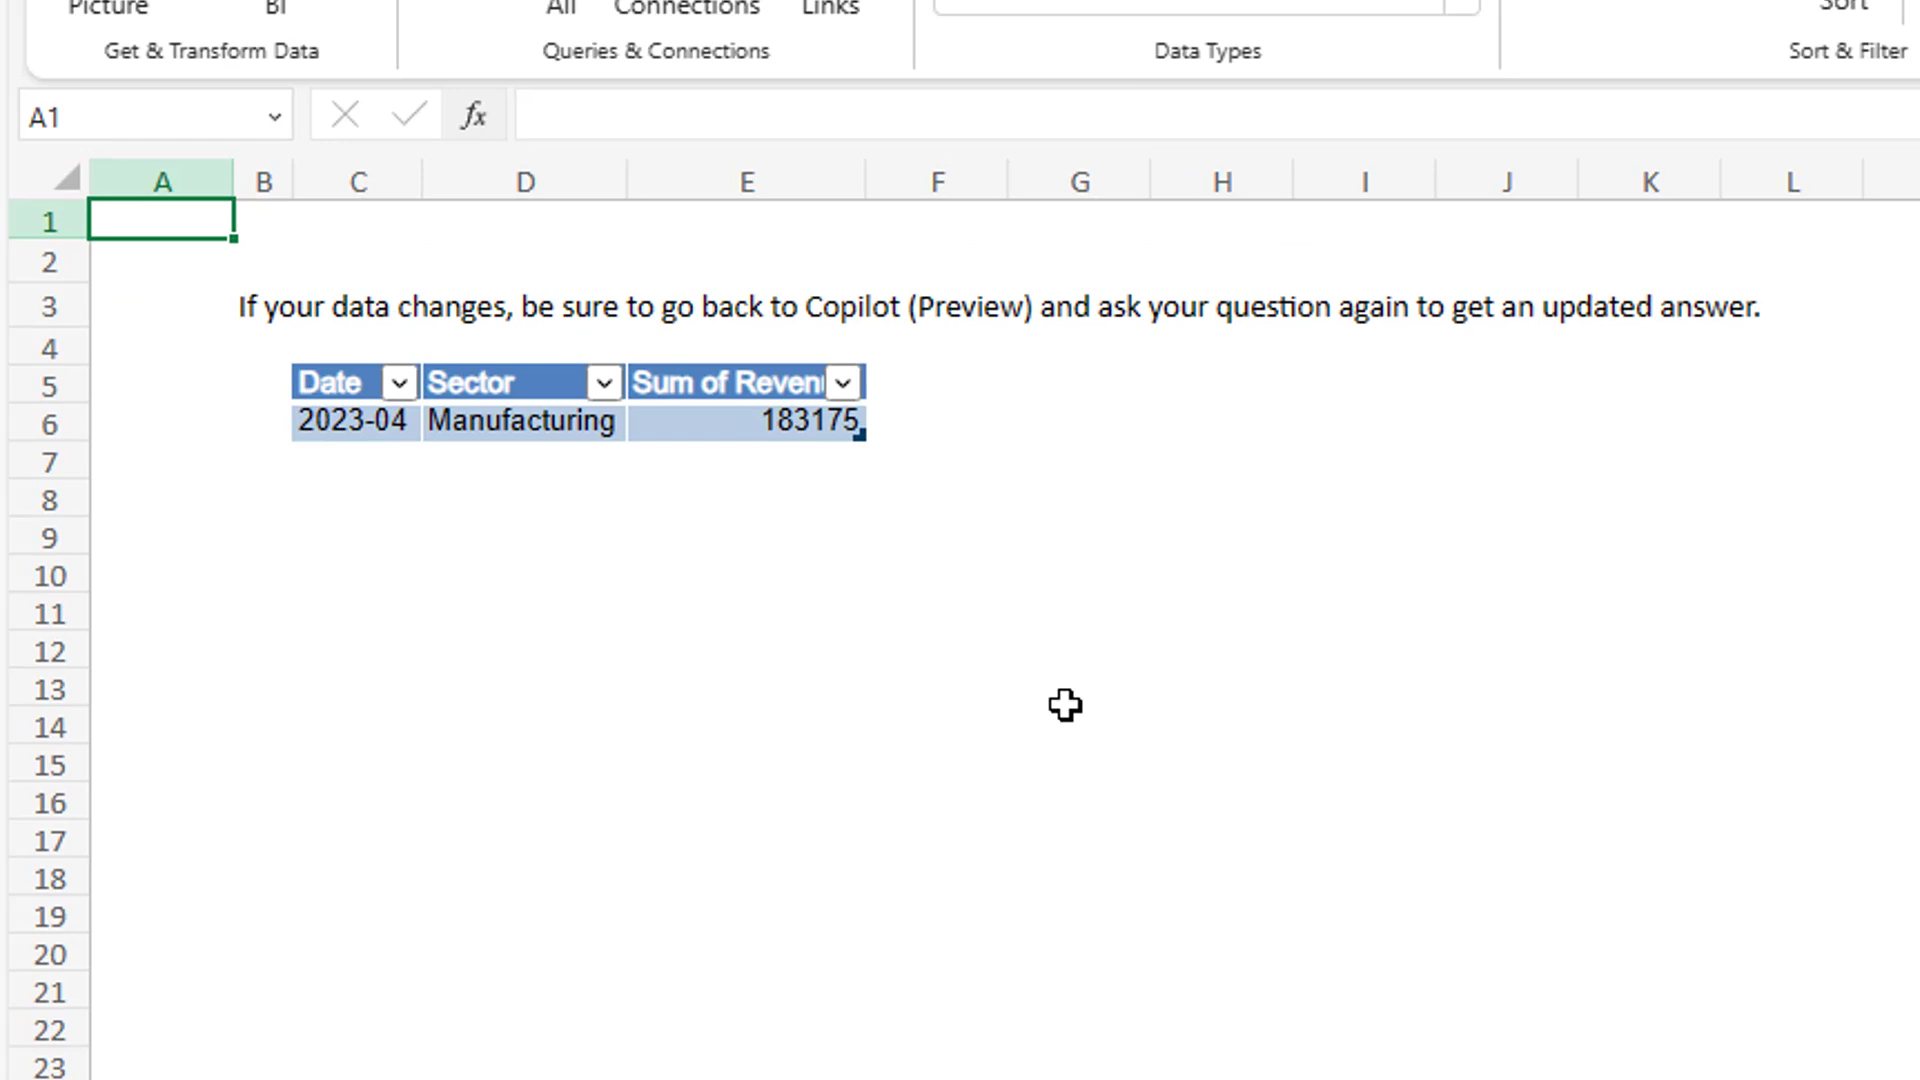 Picture BI All Connections Links Sort
Get & Transform Data Queries & Connections Data Types Sort & Filter
A1 fx
A B C D E F G H I J K L
1
2
3 If your data changes, be sure to go back to Copilot (Preview) and ask your question again to get an updated answer.
4
5 Date Sector Sum of Reven
6 2023-04 Manufacturing 183175
7
8
9
10
11
12
13
14
15
16
17
18
19
20
21
22
23